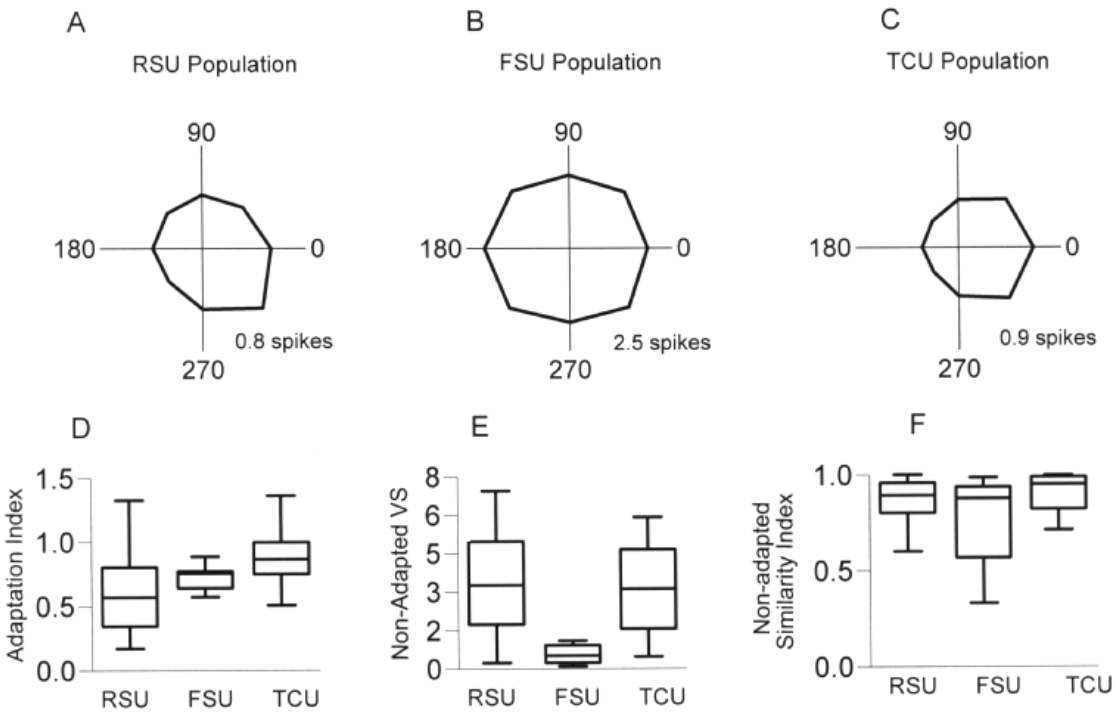 A
B
C
RSU Population
FSU Population
TCU Population
90
90
90
180
0
180
0
180
0
0.8 spikes
2.5 spikes
0.9 spikes
270
270
270
D
E
F
Adaptation Index
1.5
1.0
0.5
0.0
RSU FSU TCU
Non-Adapted VS
8
6
5
3
2
0
RSU FSU TCU
Non-adapted
Similarity Index
1.0
0.5
0.0
RSU FSU TCU